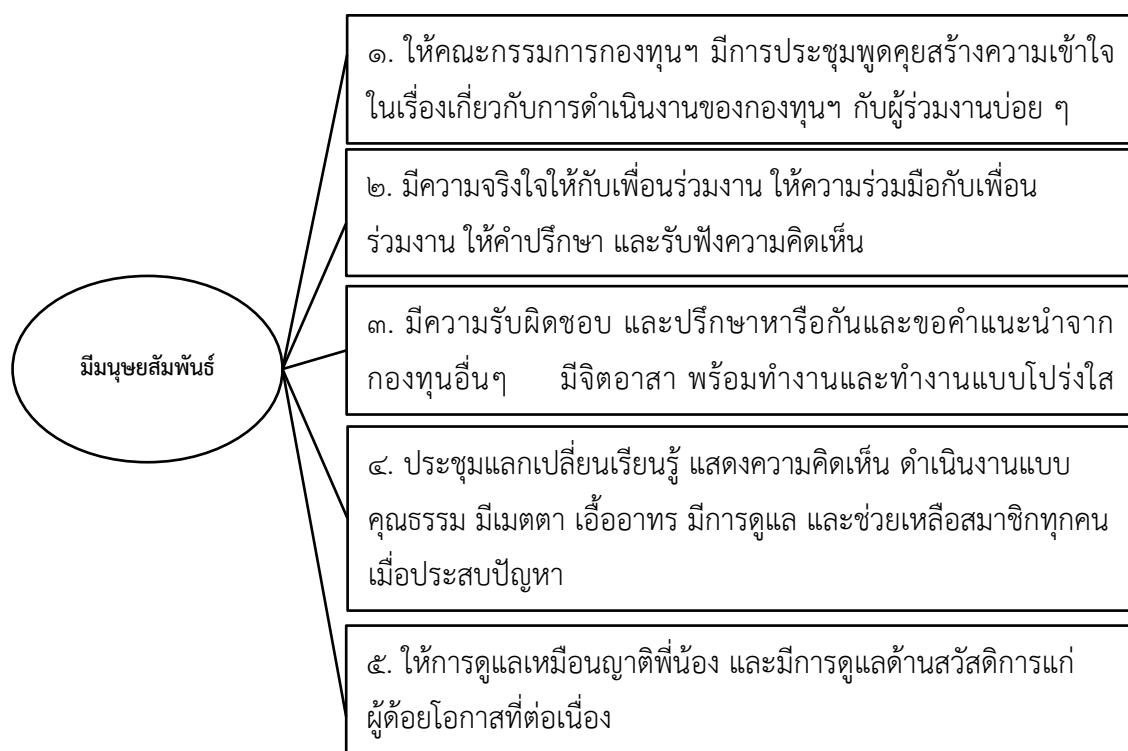 ๑. ให้คณะกรรมการกองทุนฯ มีการประชุมพูดคุยสร้างความเข้าใจ
ในเรื่องเกี่ยวกับการดำเนินงานของกองทุนฯ กับผู้ร่วมงานบ่อย ๆ
๒. มีความจริงใจให้กับเพื่อนร่วมงาน ให้ความร่วมมือกับเพื่อน
ร่วมงาน ให้คำปรึกษา และรับฟังความคิดเห็น
มีมนุษยสัมพันธ์
๓. มีความรับผิดชอบ และปรึกษาหารือกันและขอคำแนะนำจาก
กองทุนอื่นๆ มีจิตอาสา พร้อมทำงานและทำงานแบบโปร่งใส
๔. ประชุมแลกเปลี่ยนเรียนรู้ แสดงความคิดเห็น ดำเนินงานแบบ
คุณธรรม มีเมตตา เอื้ออาทร มีการดูแล และช่วยเหลือสมาชิกทุกคน
เมื่อประสบปัญหา
๕. ให้การดูแลเหมือนญาติพี่น้อง และมีการดูแลด้านสวัสดิการแก่
ผู้ด้อยโอกาสที่ต่อเนื่อง